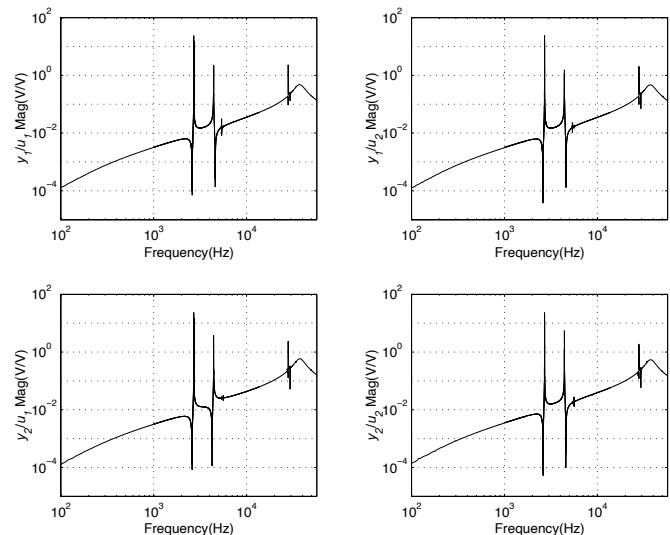 10²
10⁰
10⁻²
10⁻⁴
y₁/u₁ Mag(V/V)
10² 10³ 10⁴
Frequency(Hz)
10²
10⁰
10⁻²
10⁻⁴
y₁/u₂ Mag(V/V)
10² 10³ 10⁴
Frequency(Hz)
10²
10⁰
10⁻²
10⁻⁴
y₂/u₁ Mag(V/V)
10² 10³ 10⁴
Frequency(Hz)
10²
10⁰
10⁻²
10⁻⁴
y₂/u₂ Mag(V/V)
10² 10³ 10⁴
Frequency(Hz)